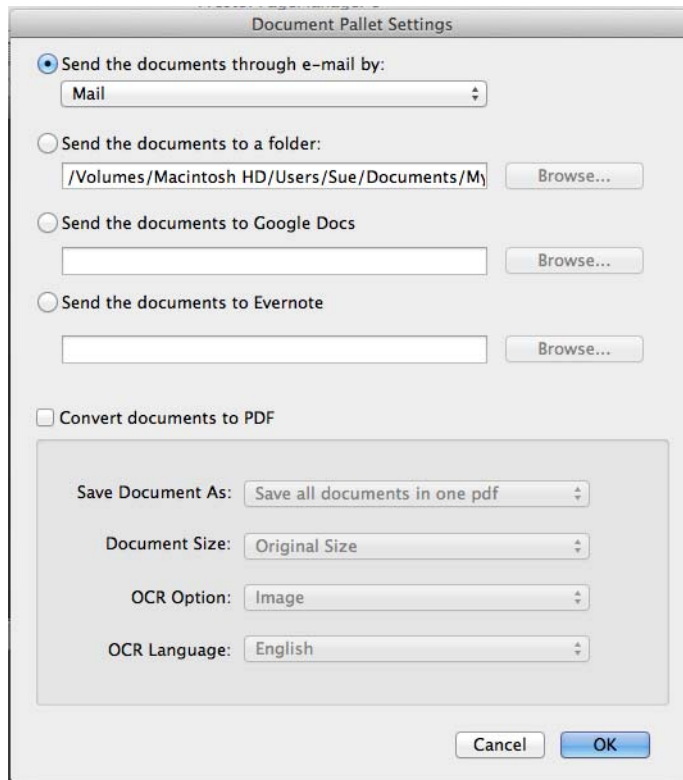 Document Pallet Settings
Send the documents through e-mail by:
Mail
Send the documents to a folder:
/Volumes/Macintosh HD/Users/Sue/Documents/My
Browse...
Send the documents to Google Docs
Browse...
Send the documents to Evernote
Browse...
Convert documents to PDF
Save Document As: Save all documents in one pdf
Document Size: Original Size
OCR Option: Image
OCR Language: English
Cancel OK